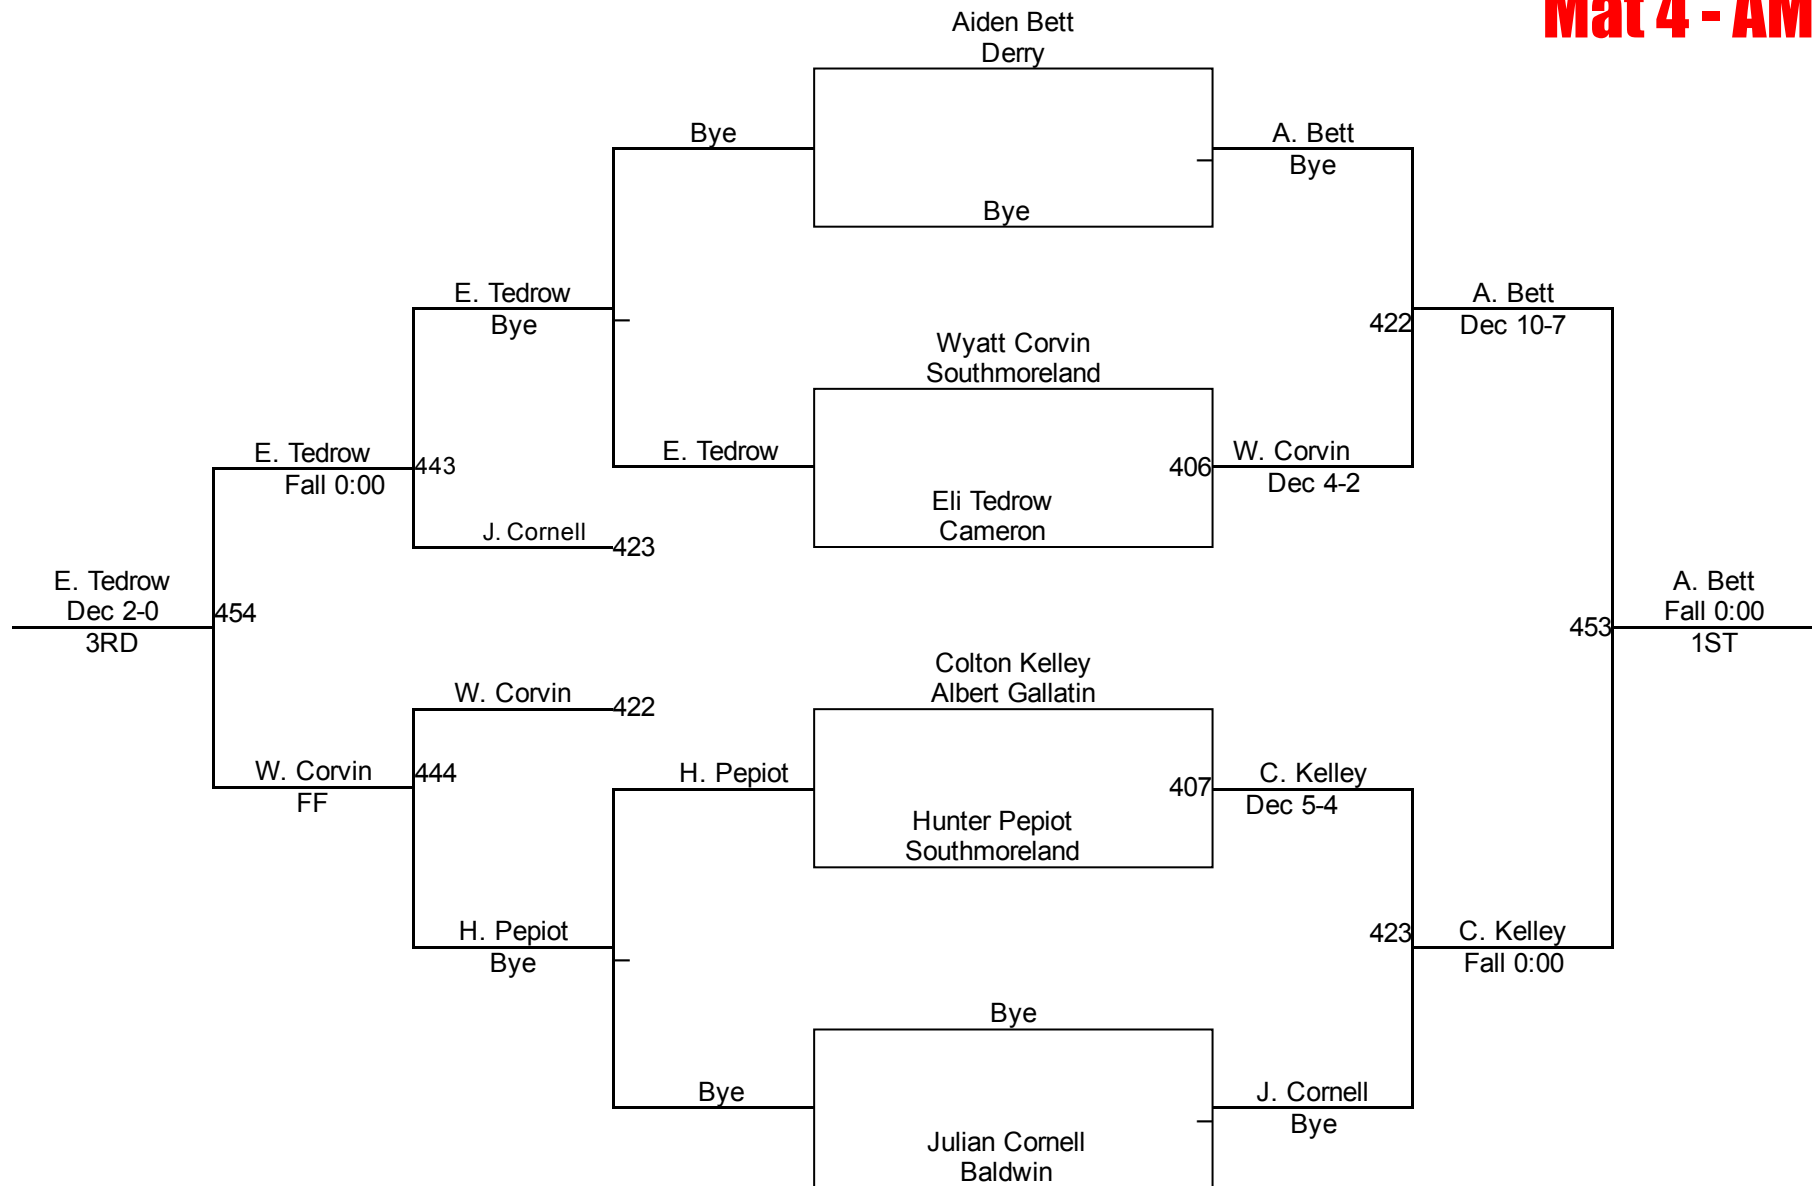 Mat 4 - AM
Aiden Bett
Derry
Bye
A. Bett
Bye
Bye
E. Tedrow
Bye
A. Bett
Dec 10-7
422
Wyatt Corvin
Southmoreland
E. Tedrow
Fall 0:00
443
E. Tedrow
406
W. Corvin
Dec 4-2
Eli Tedrow
Cameron
J. Cornell
423
E. Tedrow
Dec 2-0
3RD
454
A. Bett
Fall 0:00
1ST
453
Colton Kelley
Albert Gallatin
W. Corvin
422
W. Corvin
FF
444
H. Pepiot
407
C. Kelley
Dec 5-4
Hunter Pepiot
Southmoreland
H. Pepiot
Bye
423
C. Kelley
Fall 0:00
Bye
Bye
J. Cornell
Bye
Julian Cornell
Baldwin